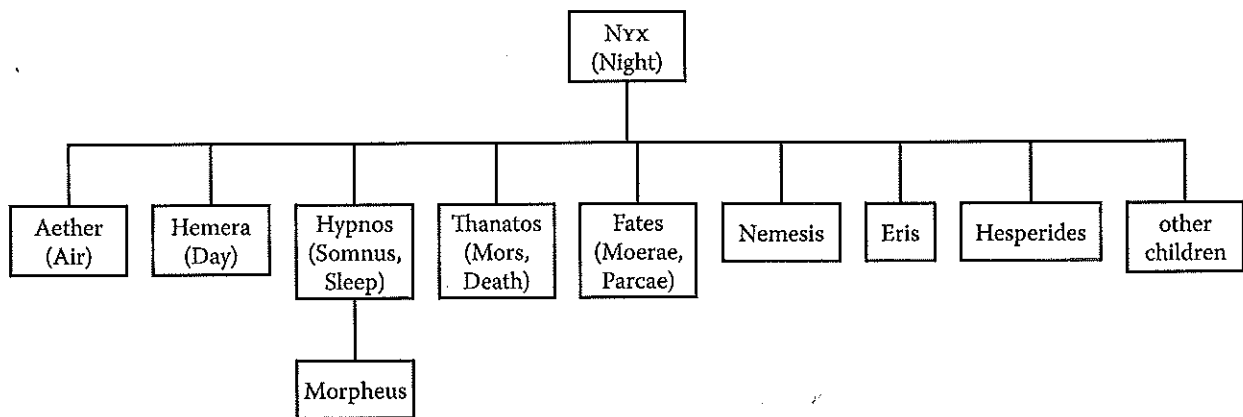 NYX
(Night)
Aether
(Air)
Hemera
(Day)
Hypnos
(Somnus,
Sleep)
Thanatos
(Mors,
Death)
Fates
(Moerae,
Parcae)
Nemesis
Eris
Hesperides
other
children
Morpheus